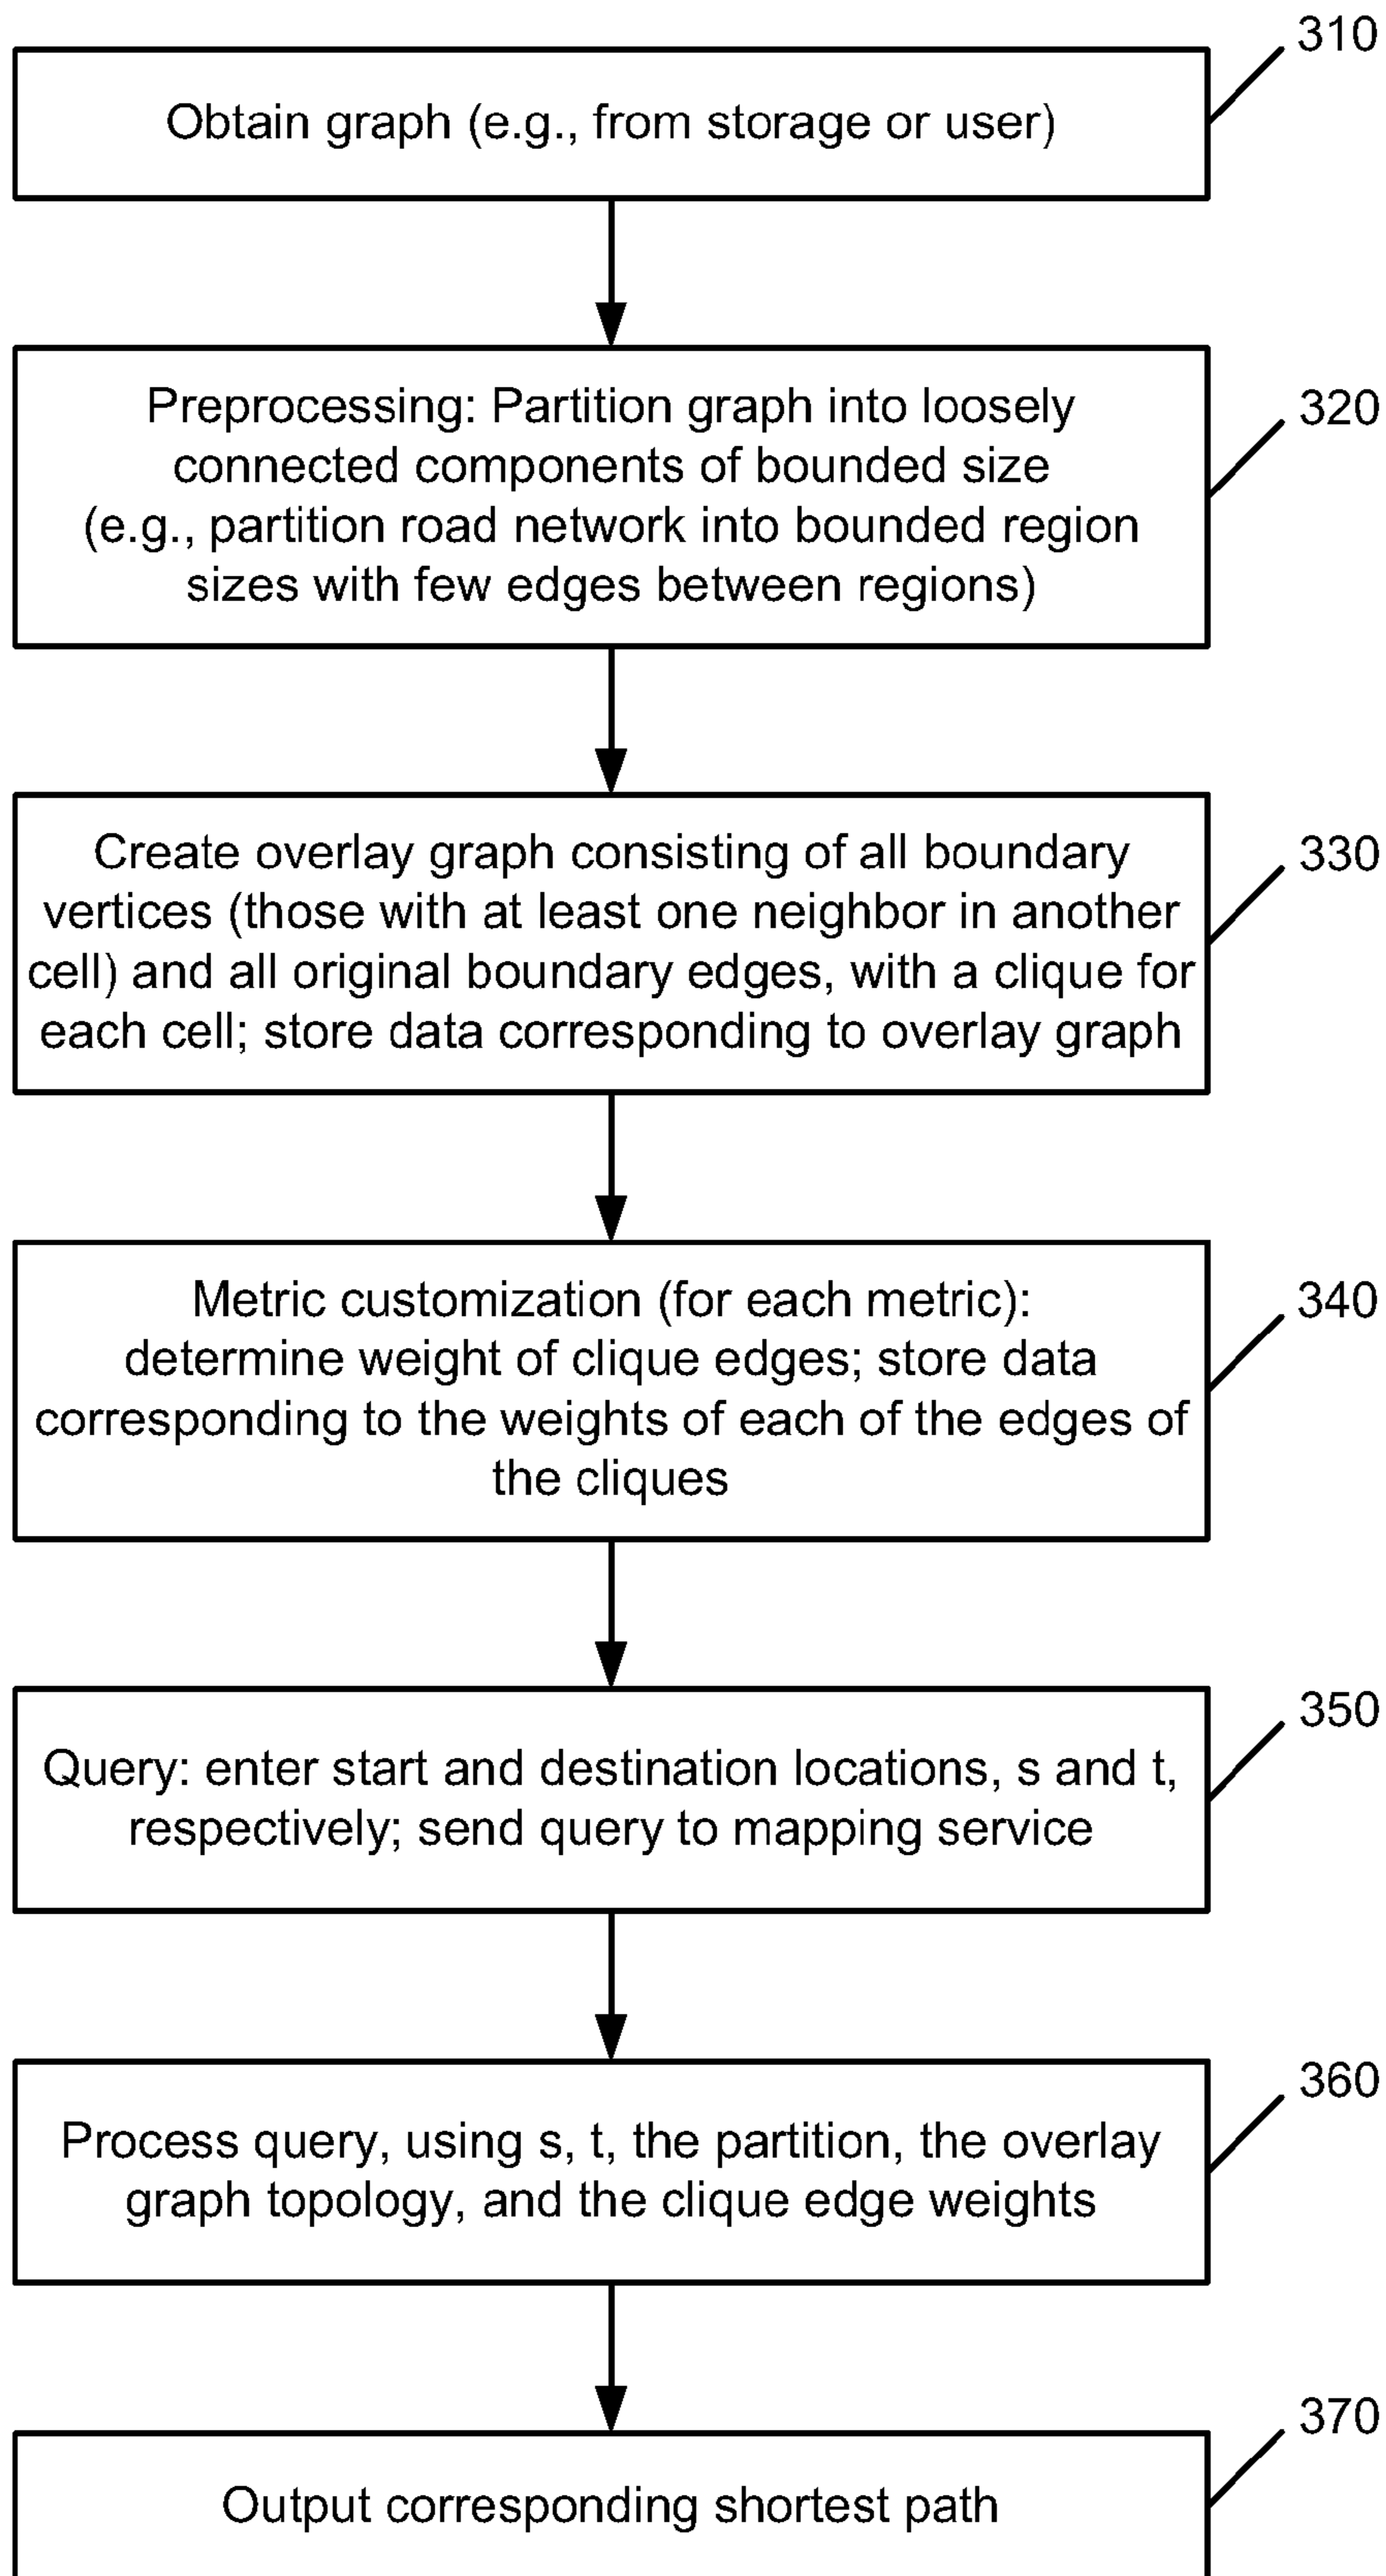 310
Obtain graph (e.g., from storage or user)
320
Preprocessing: Partition graph into loosely
connected components of bounded size
(e.g., partition road network into bounded region
sizes with few edges between regions)
330
Create overlay graph consisting of all boundary
vertices (those with at least one neighbor in another
cell) and all original boundary edges, with a clique for
each cell; store data corresponding to overlay graph
340
Metric customization (for each metric):
determine weight of clique edges; store data
corresponding to the weights of each of the edges of
the cliques
350
Query: enter start and destination locations, s and t,
respectively; send query to mapping service
360
Process query, using s, t, the partition, the overlay
graph topology, and the clique edge weights
370
Output corresponding shortest path